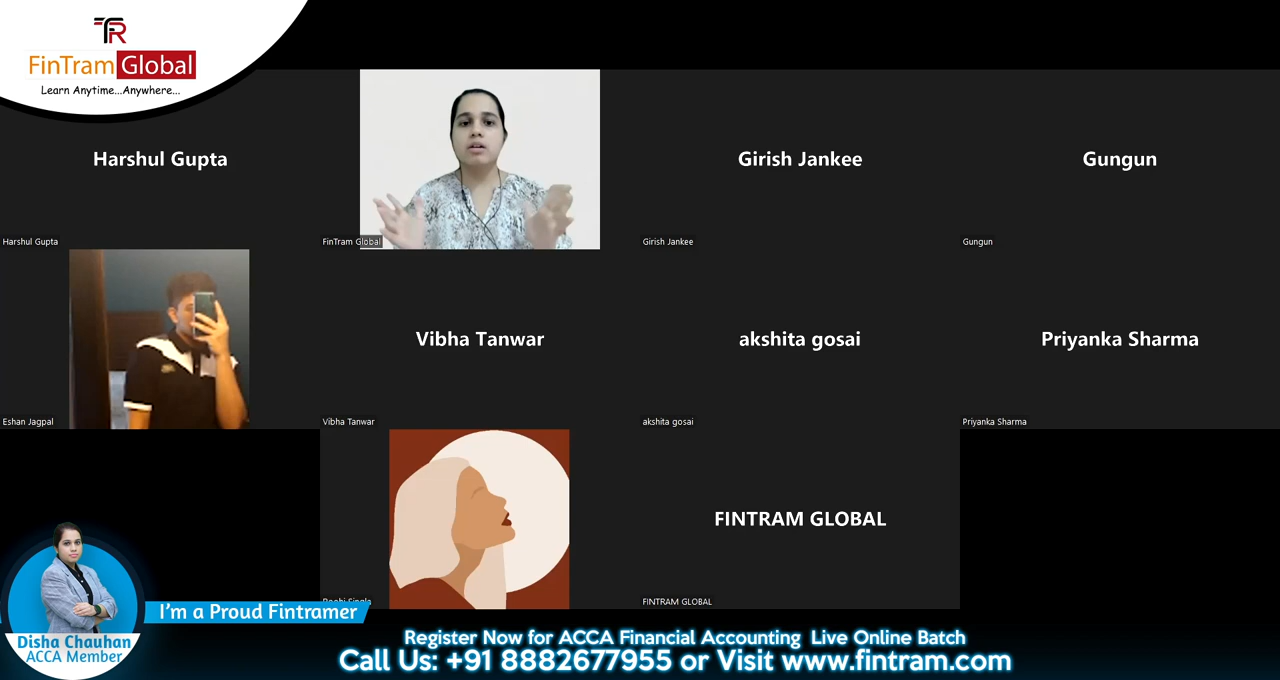 FR
FinTram Global
Learn Anytime...Anywhere...
Harshul Gupta
Girish Jankee
Gungun
Harshul Gupta
FinTram Global
Girish Jankee
Gungun
Vibha Tanwar
akshita gosai
Priyanka Sharma
Eshan Jagpal
Vibha Tanwar
akshita gosai
Priyanka Sharma
FINTRAM GLOBAL
Singla
FINTRAM GLOBAL
I'm a Proud Fintramer
Disha Chauhan
ACCA Member
Register Now for ACCA Financial Accounting Live Online Batch
Call Us: +91 8882677955 or Visit www.fintram.com